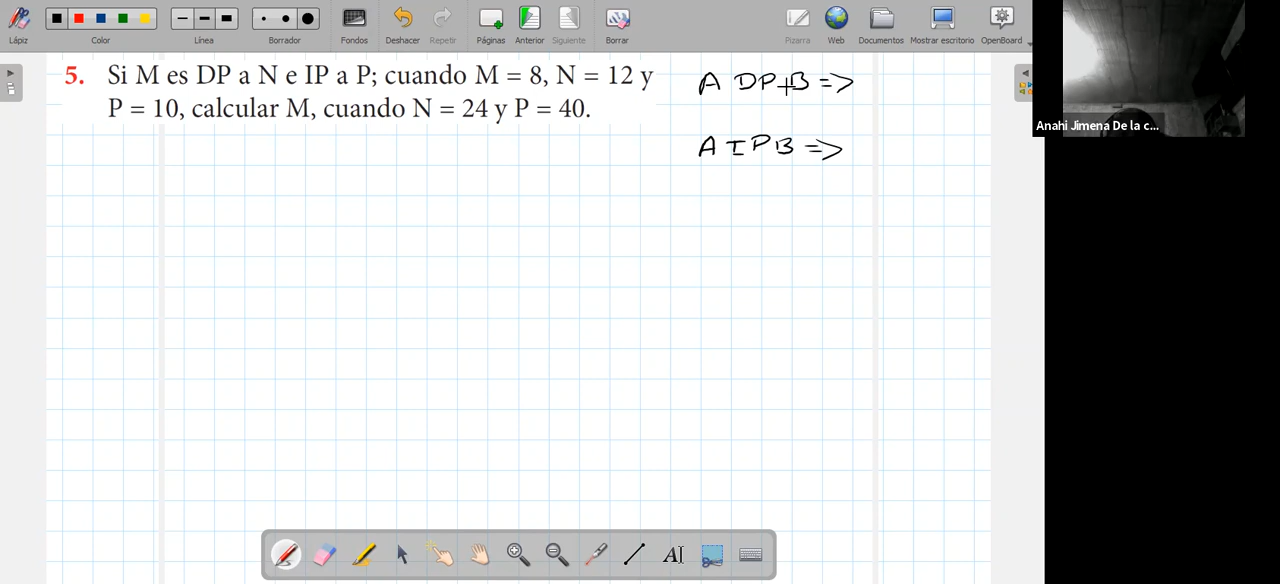 Lápiz Color Línea Borrador Fondos Deshacer Repetir Páginas Anterior Siguiente Borrar Pizarra Web Documentos Mostrar escritorio OpenBoard
5. Si M es DP a N e IP a P; cuando M = 8, N = 12 y
P = 10, calcular M, cuando N = 24 y P = 40.
A DP B =>
A IP B =>
Anahi Jimena De la c...
AI